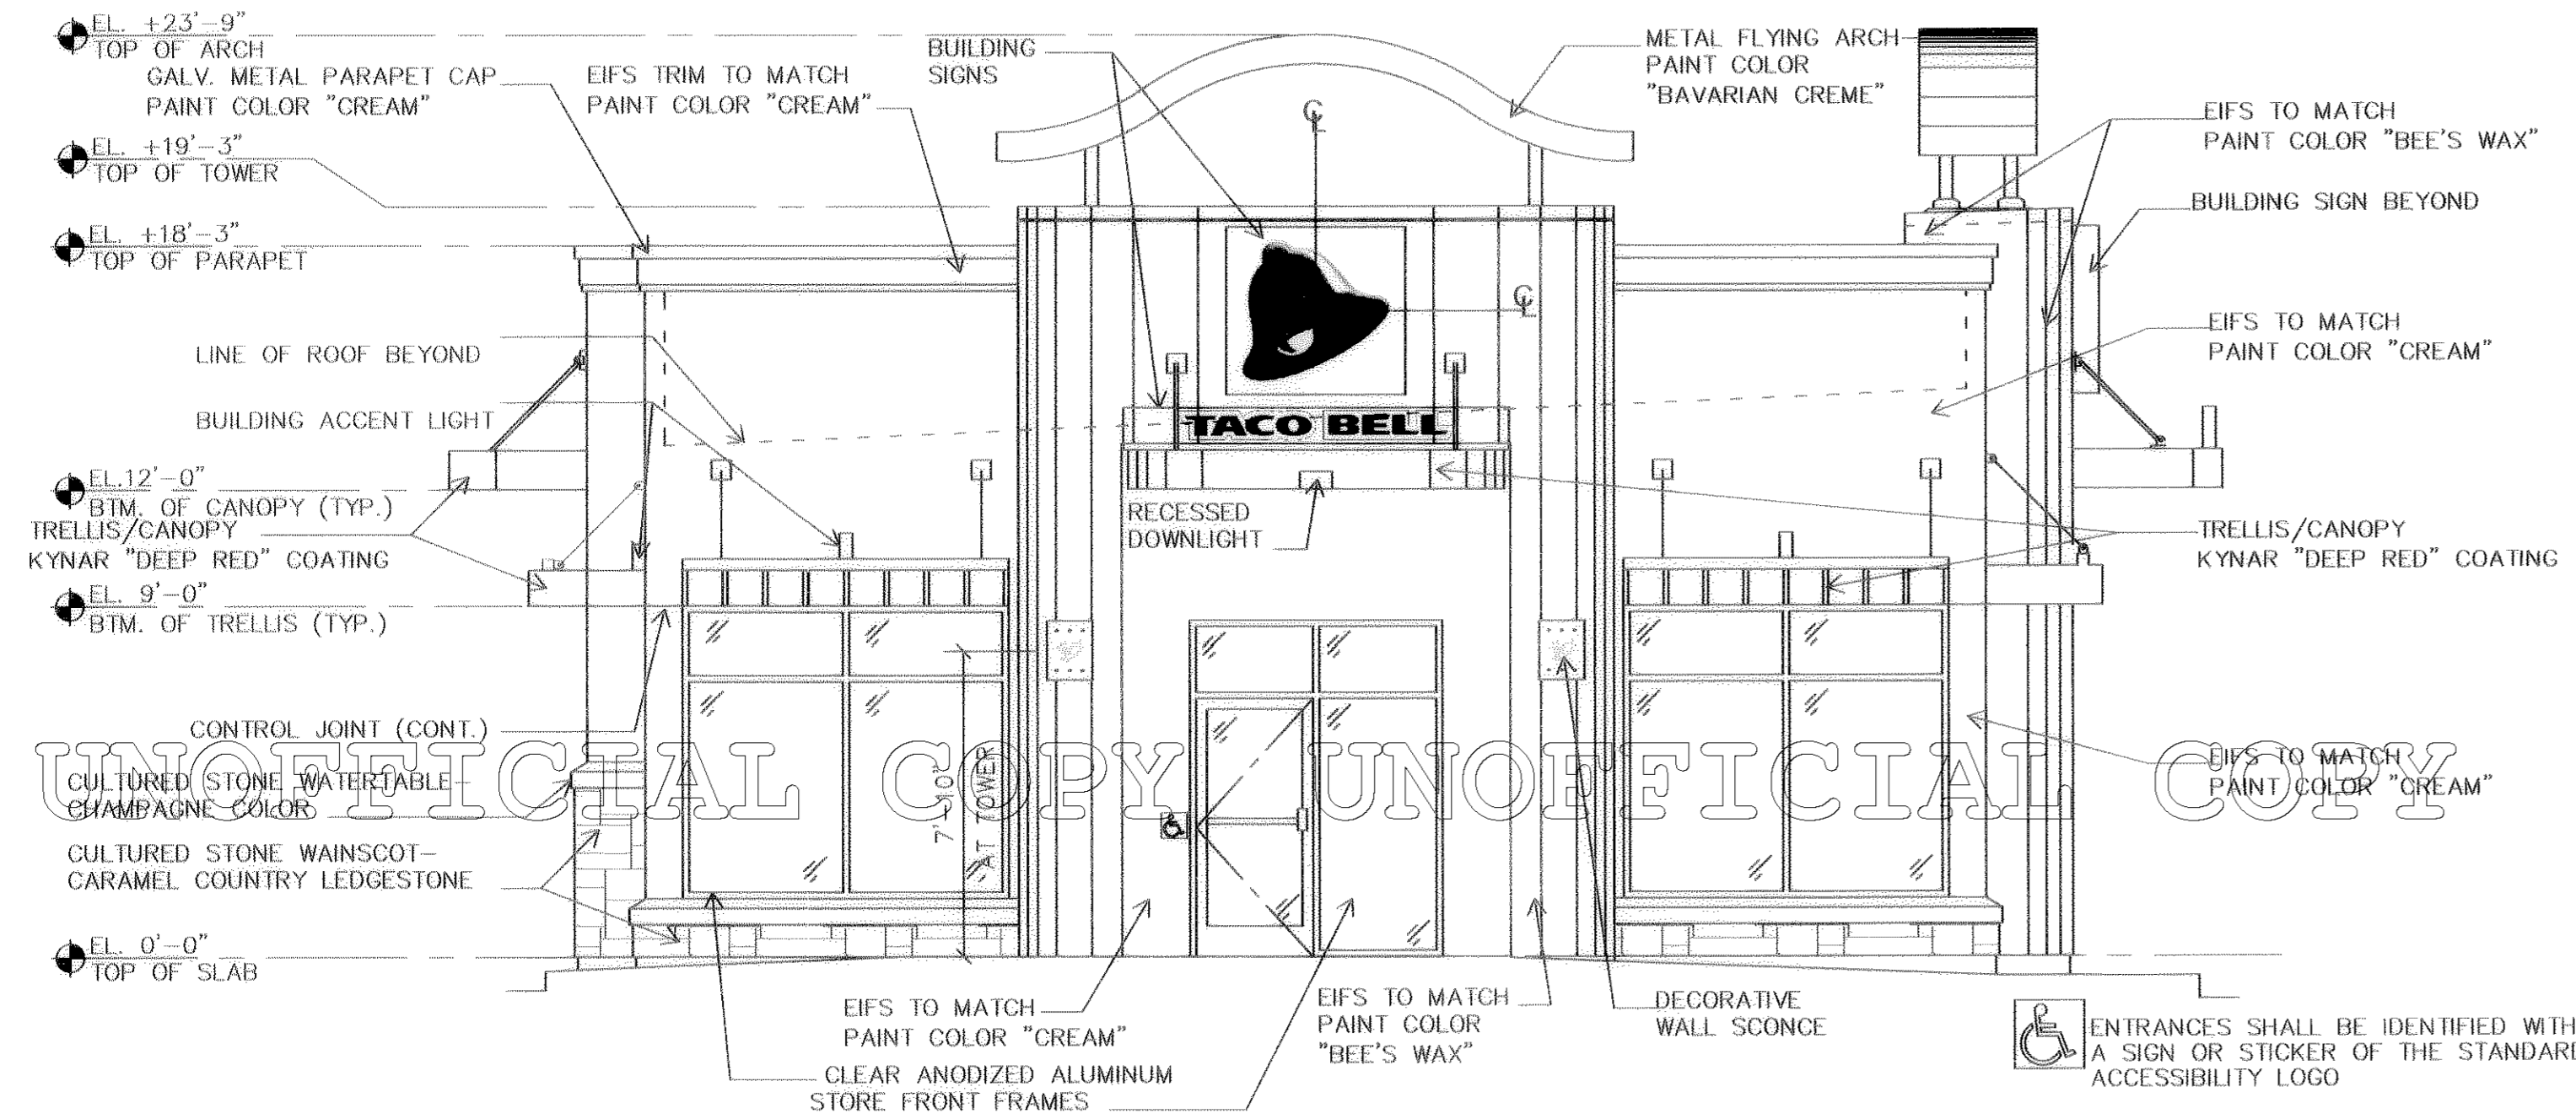 EL. +23'-9"
TOP OF ARCH
GALV. METAL PARAPET CAP
PAINT COLOR "CREAM"
EIFS TRIM TO MATCH
PAINT COLOR "CREAM"
BUILDING
SIGNS
METAL FLYING ARCH
PAINT COLOR
"BAVARIAN CREME"
EIFS TO MATCH
PAINT COLOR "BEE'S WAX"
EL. +19'-3"
TOP OF TOWER
BUILDING SIGN BEYOND
EL. +18'-3"
TOP OF PARAPET
℄
℄
EIFS TO MATCH
PAINT COLOR "CREAM"
LINE OF ROOF BEYOND
BUILDING ACCENT LIGHT
TACO BELL
EL.12'-0"
BTM. OF CANOPY (TYP.)
TRELLIS/CANOPY
KYNAR "DEEP RED" COATING
RECESSED
DOWNLIGHT
TRELLIS/CANOPY
KYNAR "DEEP RED" COATING
EL. 9'-0"
BTM. OF TRELLIS (TYP.)
CONTROL JOINT (CONT.)
7'-10"
AT TOWER
UNOFFICIAL COPY UNOFFICIAL COPY
EIFS TO MATCH
PAINT COLOR "CREAM"
CULTURED STONE WATERTABLE-
CHAMPAGNE COLOR
CULTURED STONE WAINSCOT-
CARAMEL COUNTRY LEDGESTONE
EL. 0'-0"
TOP OF SLAB
EIFS TO MATCH
PAINT COLOR "CREAM"
CLEAR ANODIZED ALUMINUM
STORE FRONT FRAMES
EIFS TO MATCH
PAINT COLOR
"BEE'S WAX"
DECORATIVE
WALL SCONCE
ENTRANCES SHALL BE IDENTIFIED WITH
A SIGN OR STICKER OF THE STANDARD
ACCESSIBILITY LOGO